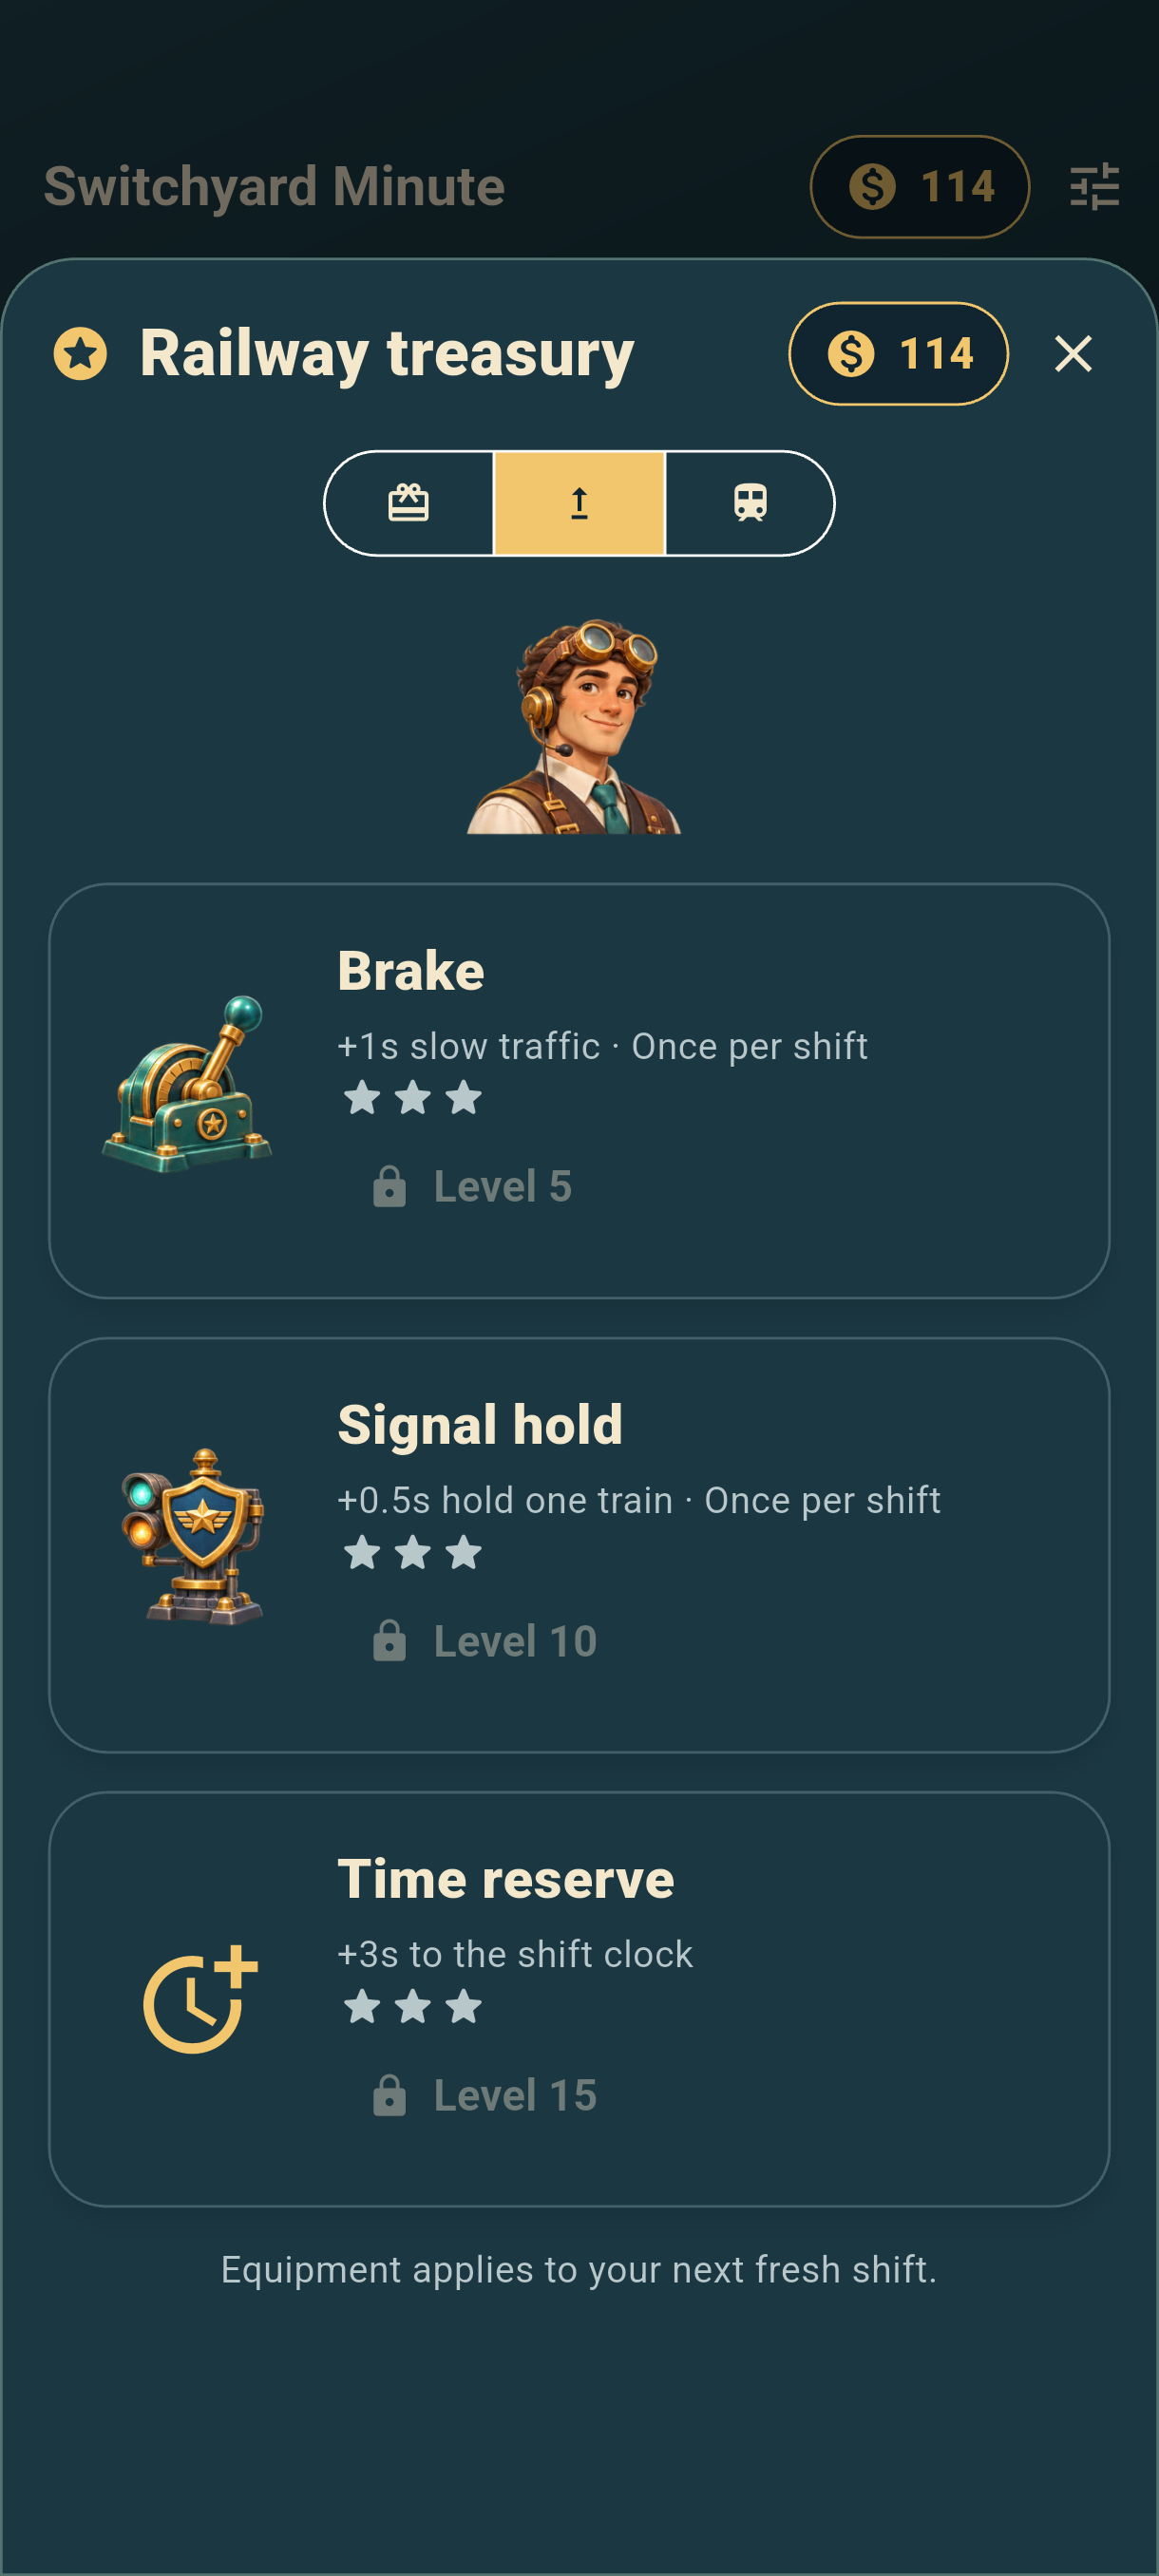 Switchyard Minute
114
Railway treasury
114
Brake
+1s slow traffic · Once per shift
Level 5
Signal hold
+0.5s hold one train · Once per shift
Level 10
Time reserve
+3s to the shift clock
Level 15
Equipment applies to your next fresh shift.